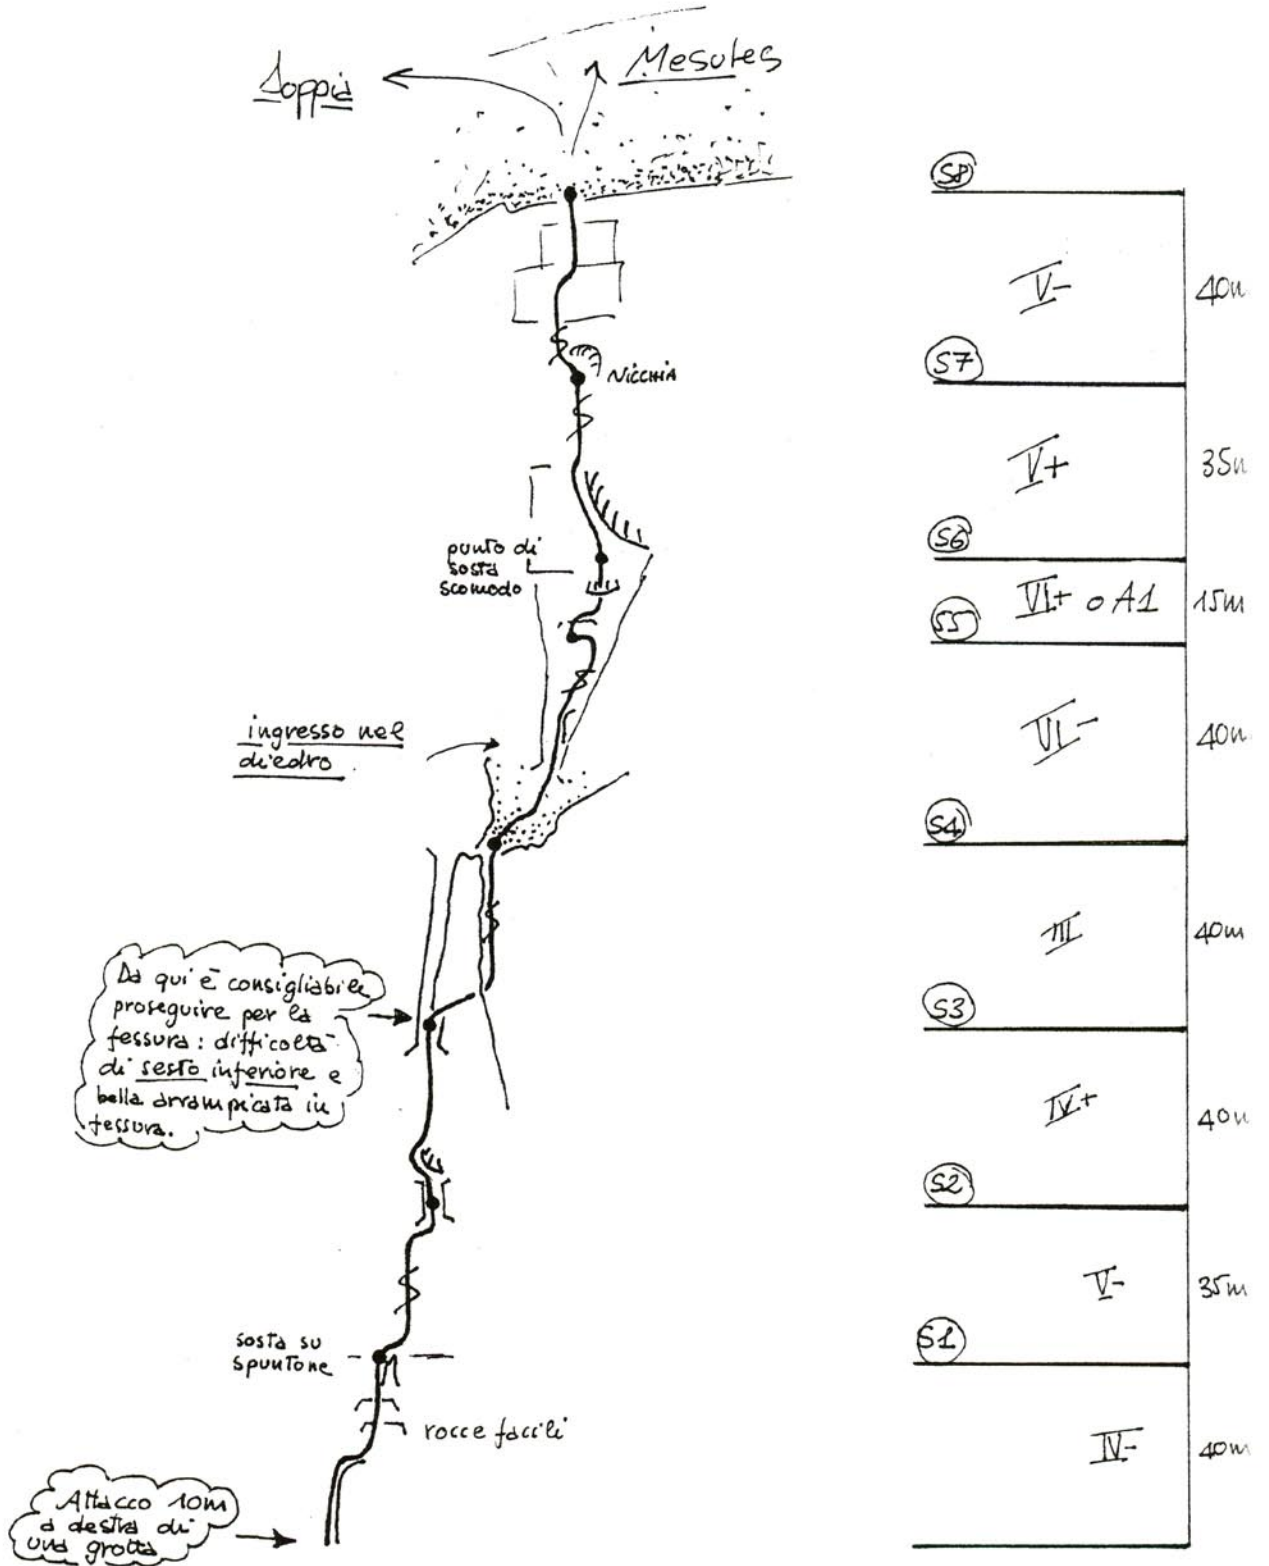 Doppia
Mesules
S8
V-
40m
S7
NICCHIA
V+
35m
S6
punto di
sosta
scomodo
VI+ o A1
15m
S5
ingresso nel
diedro
VI-
40m
S4
III
40m
Da qui è consigliabile
proseguire per la
fessura: difficoltà
di sesto inferiore e
bella arrampicata in
fessura.
S3
IV+
40m
S2
V-
35m
S1
sosta su
spuntone
rocce facili
IV-
40m
Attacco 10m
a destra di
una grotta